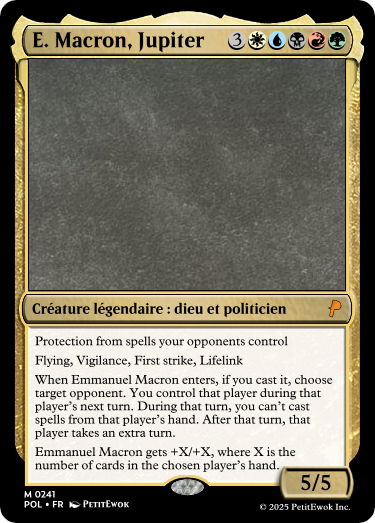 E. Macron, Jupiter 3
Créature légendaire : dieu et politicien
Protection from spells your opponents control
Flying, Vigilance, First strike, Lifelink
When Emmanuel Macron enters, if you cast it, choose
target opponent. You control that player during that
player's next turn. During that turn, you can't cast
spells from that player's hand. After that turn, that
player takes an extra turn.
Emmanuel Macron gets +X/+X, where X is the
number of cards in the chosen player's hand.
5/5
M 0241
POL • FR PetitEwok
© 2025 PetitEwok Inc.